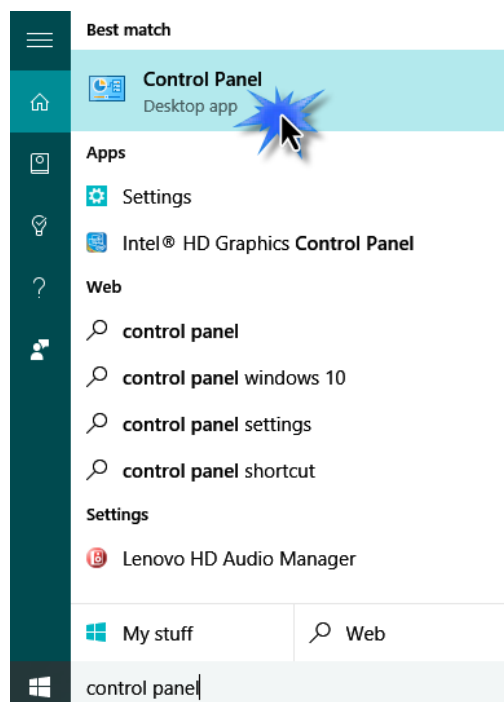 Best match
Control Panel
Desktop app
Apps
Settings
Intel® HD Graphics Control Panel
Web
control panel
control panel windows 10
control panel settings
control panel shortcut
Settings
Lenovo HD Audio Manager
My stuff
Web
control panel